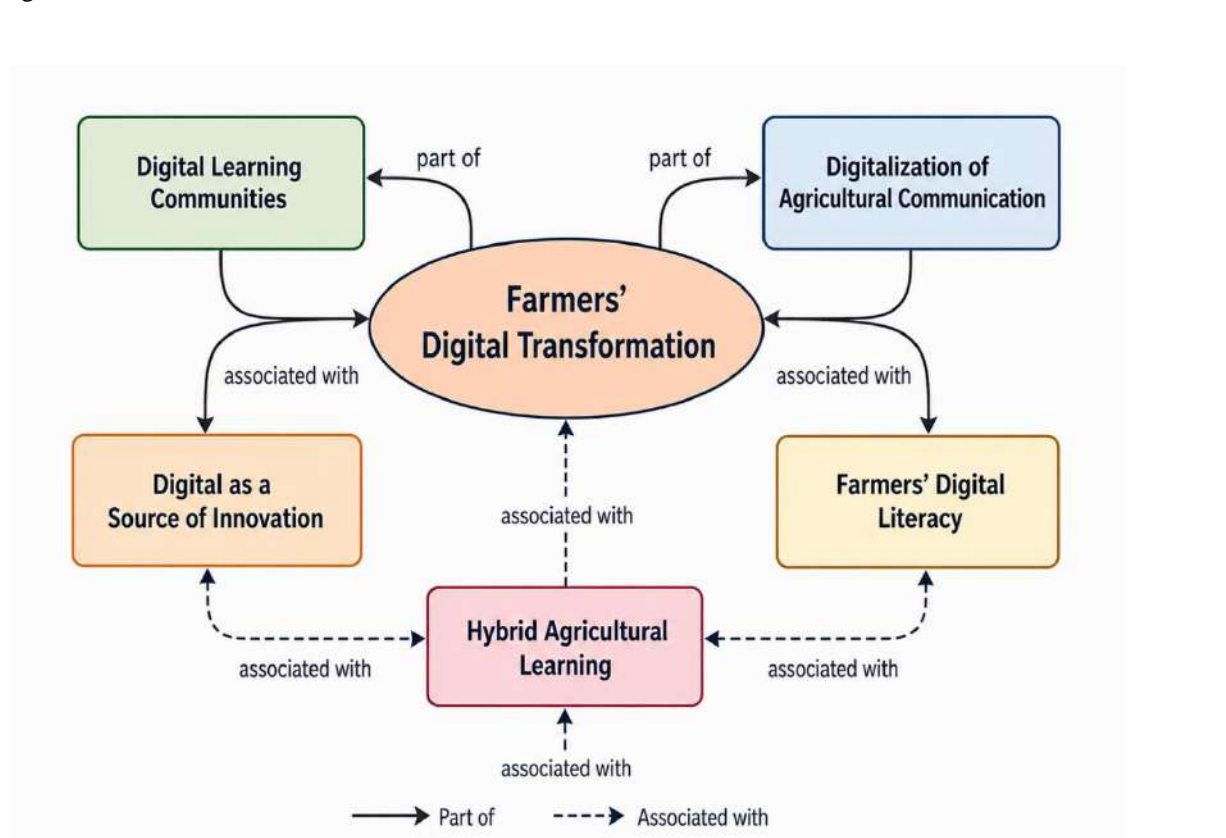 part of
part of
Digital Learning
Communities
Digitalization of
Agricultural Communication
Farmers’
Digital Transformation
associated with
associated with
Digital as a
Source of Innovation
Farmers’ Digital
Literacy
associated with
Hybrid Agricultural
Learning
associated with
associated with
associated with
Part of
Associated with